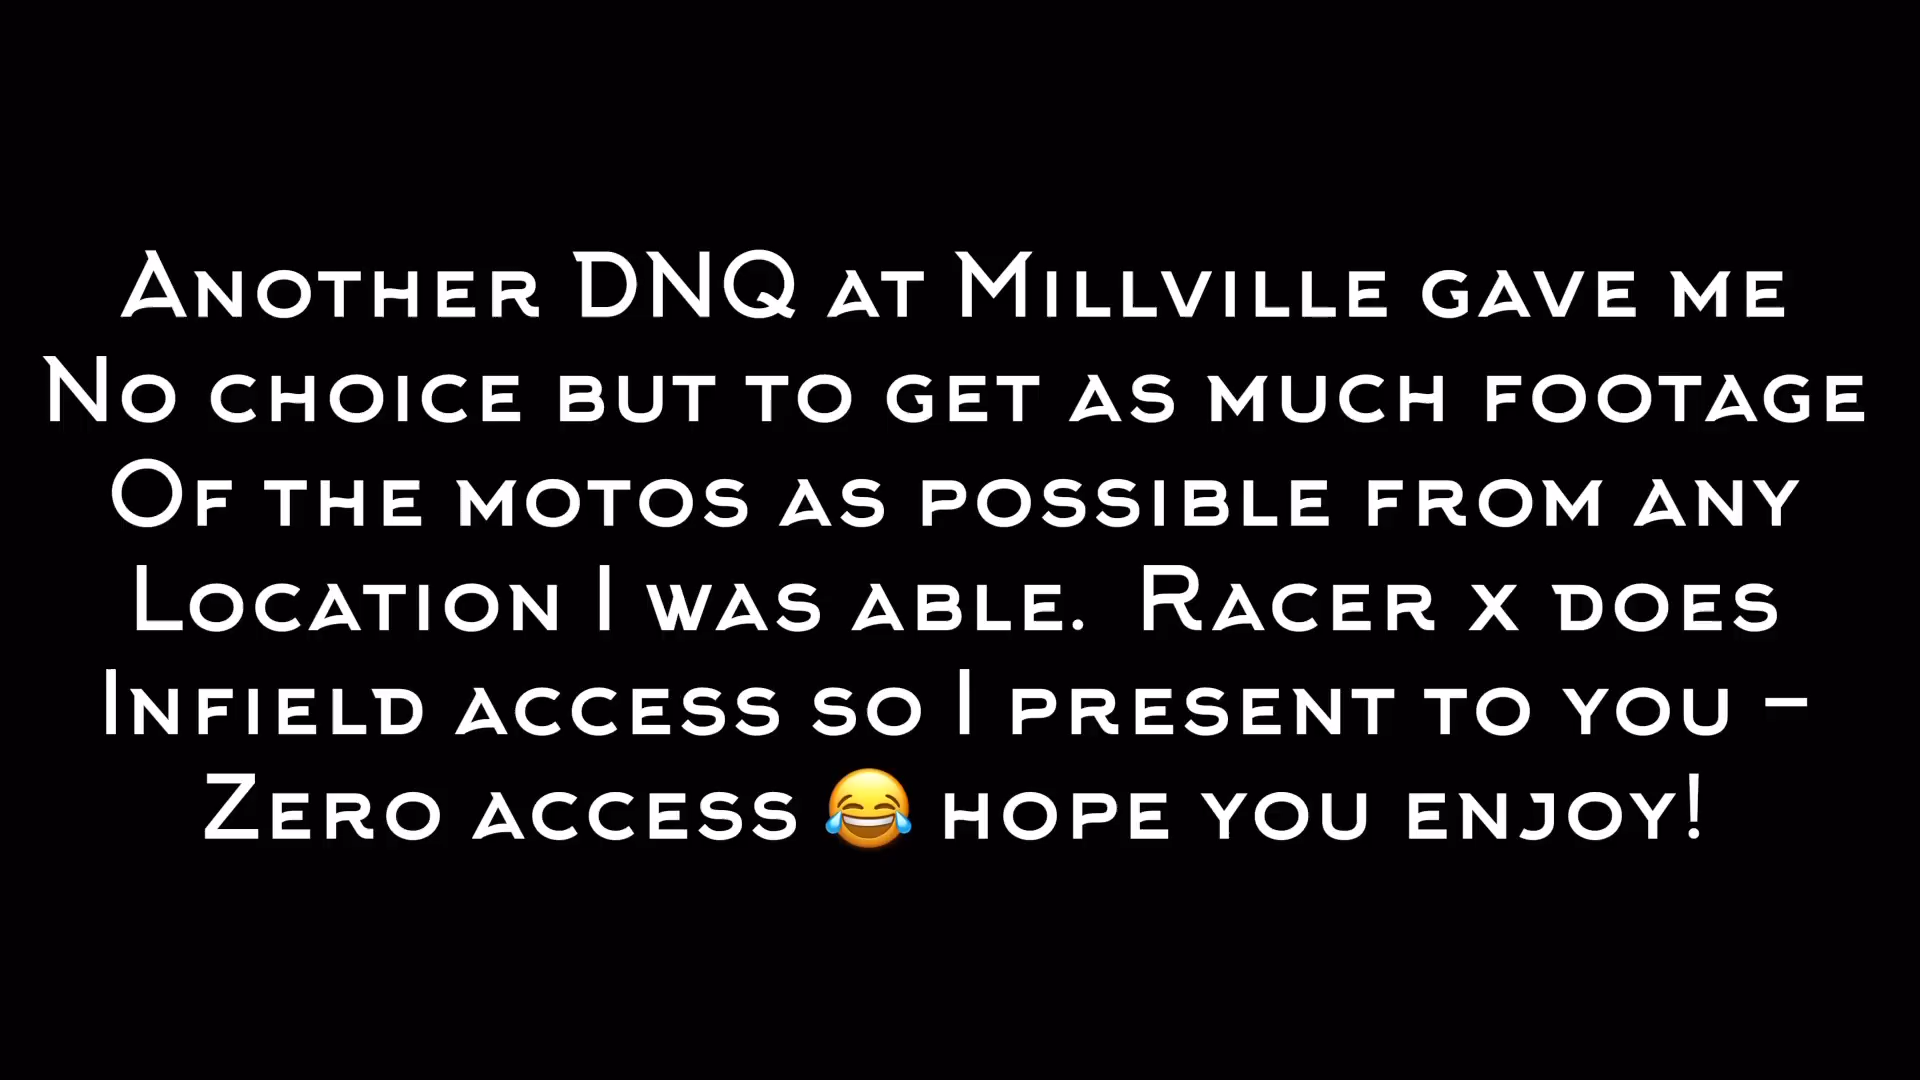 Another DNQ at Millville gave me
No choice but to get as much footage
Of the motos as possible from any
Location I was able.  Racer x does
Infield access so I present to you -
Zero access 😂 hope you enjoy!